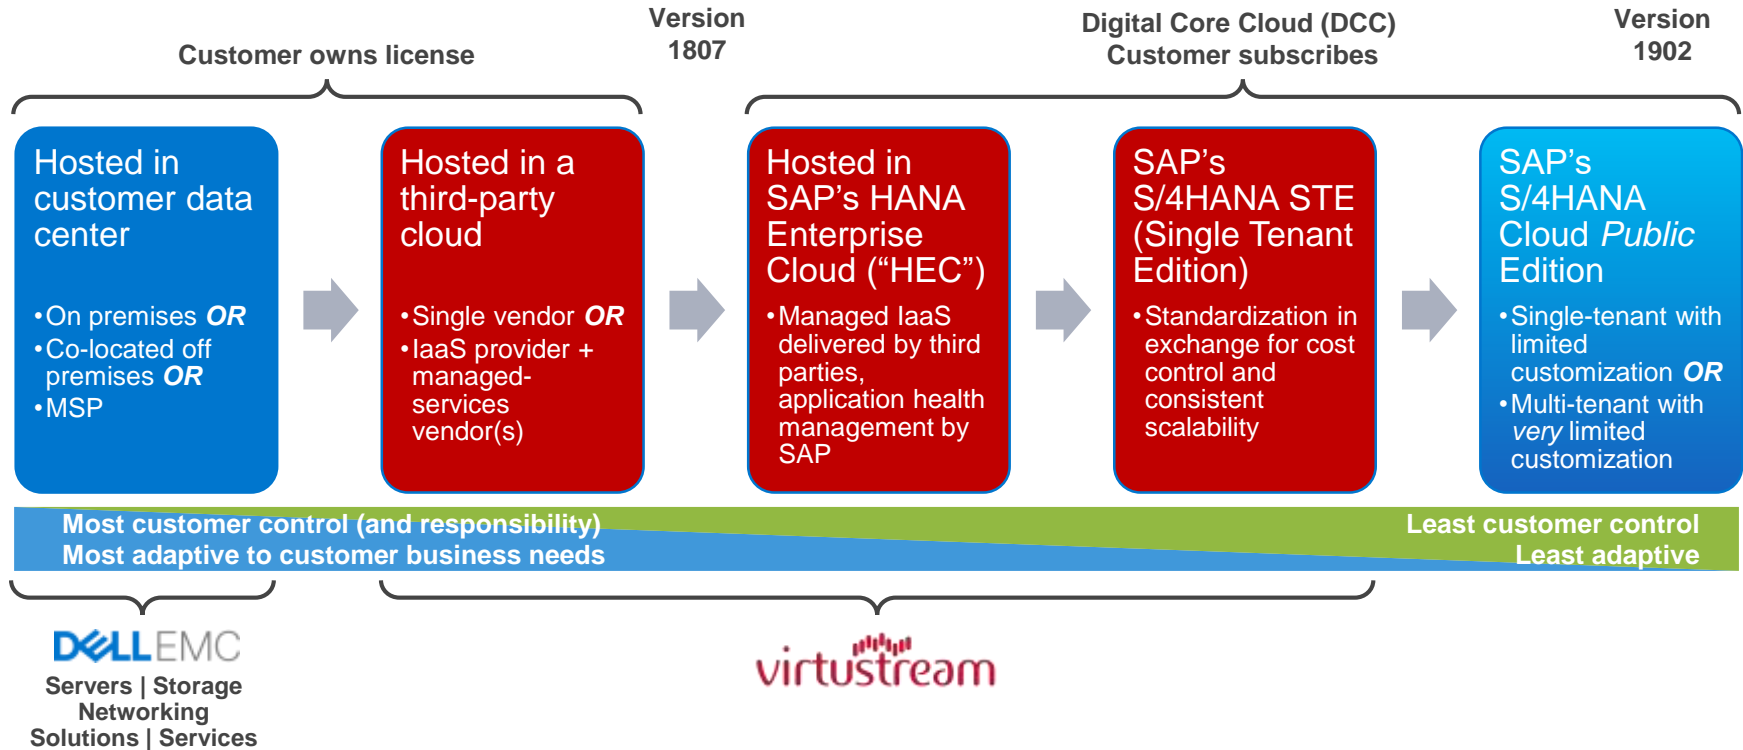 Version
1807
Digital Core Cloud (DCC)
Customer subscribes
Version
1902
Customer owns license
Hosted in
customer data
center
•On premises OR
•Co-located off
premises OR
•MSP
Hosted in a
third-party
cloud
•Single vendor OR
•IaaS provider +
managed-
services
vendor(s)
Hosted in
SAP’s HANA
Enterprise
Cloud (“HEC”)
•Managed IaaS
delivered by third
parties,
application health
management by
SAP
SAP’s
S/4HANA STE
(Single Tenant
Edition)
•Standardization in
exchange for cost
control and
consistent
scalability
SAP’s
S/4HANA
Cloud Public
Edition
•Single-tenant with
limited
customization OR
•Multi-tenant with
very limited
customization
Most customer control (and responsibility)
Most adaptive to customer business needs
Least customer control
Least adaptive
DELLEMC
Servers | Storage
Networking
Solutions | Services
virtustream